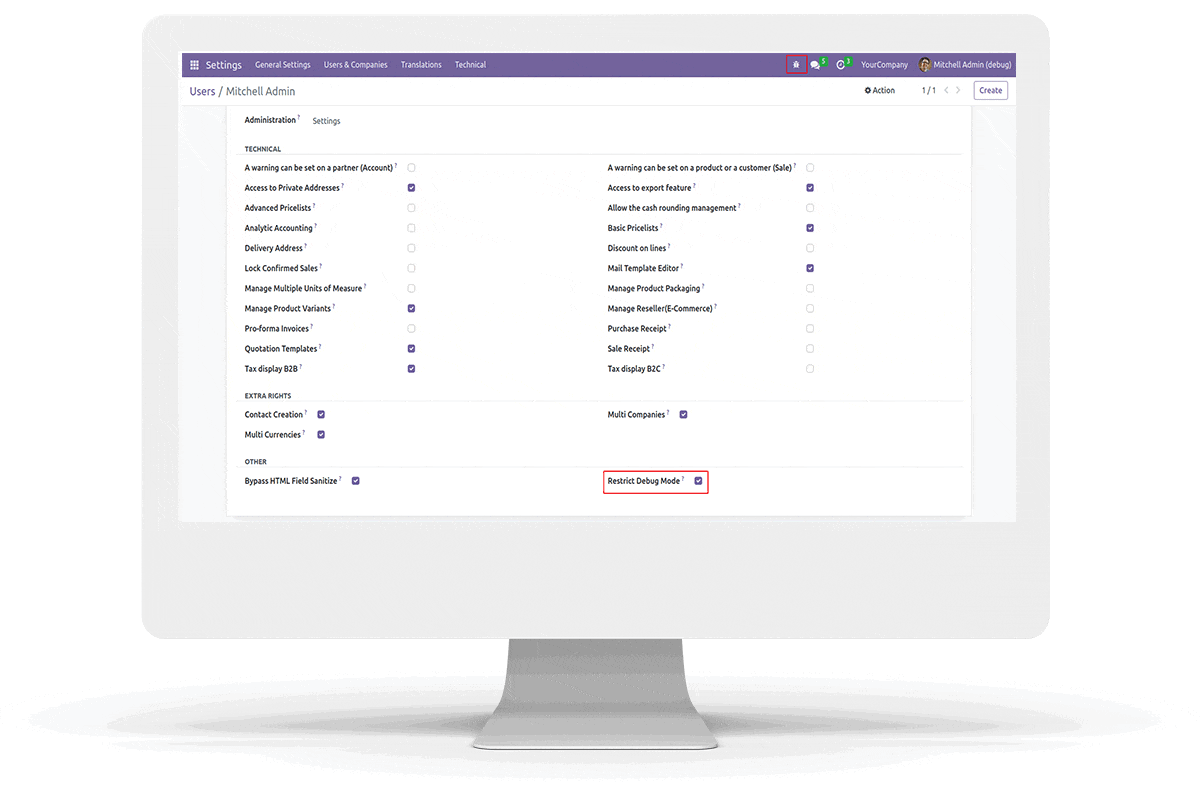 Settings General Settings Users & Companies Translations Technical 5 3 YourCompany Mitchell Admin (debug)
Users / Mitchell Admin Action 1 / 1 Create
Administration ? Settings
TECHNICAL
A warning can be set on a partner (Account) ? A warning can be set on a product or a customer (Sale) ?
Access to Private Addresses ? Access to export feature ?
Advanced Pricelists ? Allow the cash rounding management ?
Analytic Accounting ? Basic Pricelists ?
Delivery Address ? Discount on lines ?
Lock Confirmed Sales ? Mail Template Editor ?
Manage Multiple Units of Measure ? Manage Product Packaging ?
Manage Product Variants ? Manage Reseller(E-Commerce) ?
Pro-forma Invoices ? Purchase Receipt ?
Quotation Templates ? Sale Receipt ?
Tax display B2B ? Tax display B2C ?
EXTRA RIGHTS
Contact Creation ? Multi Companies ?
Multi Currencies ?
OTHER
Bypass HTML Field Sanitize ? Restrict Debug Mode ?